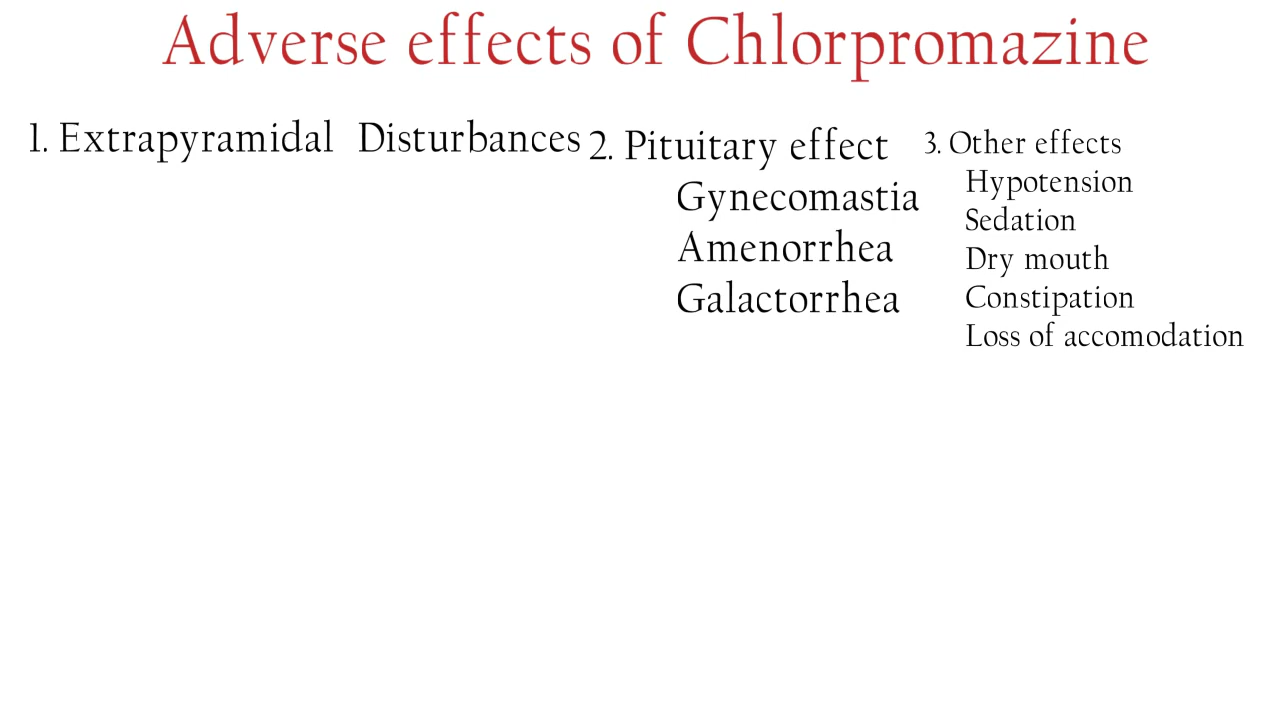 Adverse effects of Chlorpromazine
1. Extrapyramidal Disturbances
2. Pituitary effect
Gynecomastia
Amenorrhea
Galactorrhea
3. Other effects
Hypotension
Sedation
Dry mouth
Constipation
Loss of accomodation